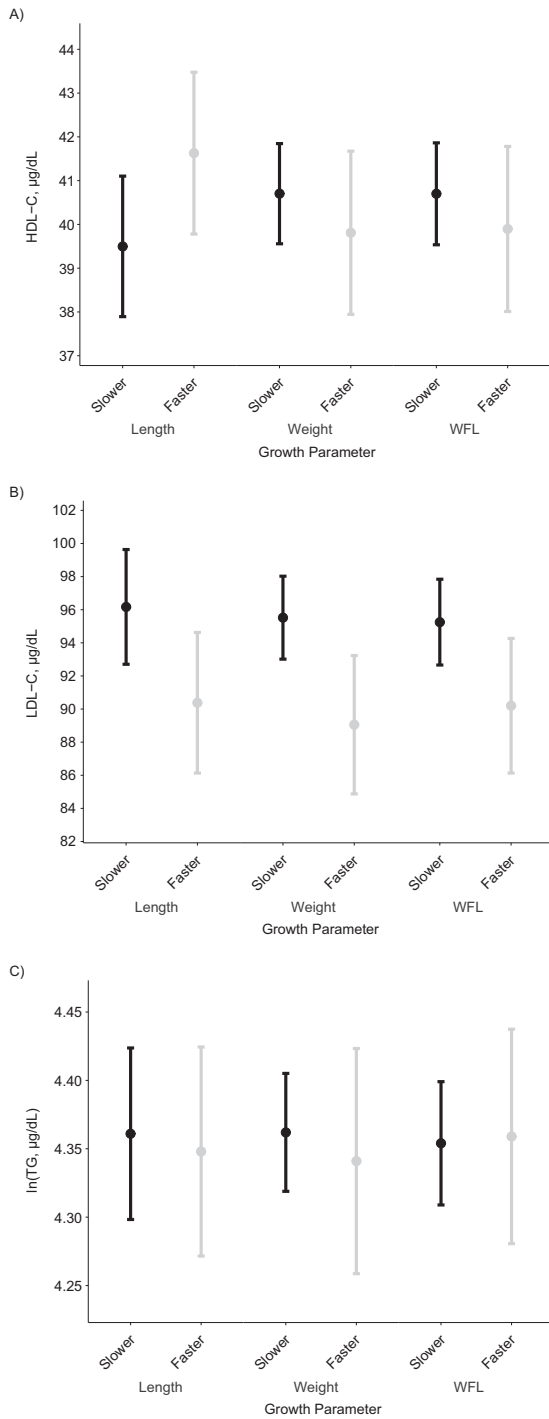 A)
HDL−C, µg/dL
44
43
42
41
40
39
38
37
Slower
Faster
Slower
Faster
Slower
Faster
Length
Weight
WFL
Growth Parameter
B)
LDL−C, µg/dL
102
100
98
96
94
92
90
88
86
84
82
Slower
Faster
Slower
Faster
Slower
Faster
Length
Weight
WFL
Growth Parameter
C)
ln(TG, µg/dL)
4.45
4.40
4.35
4.30
4.25
Slower
Faster
Slower
Faster
Slower
Faster
Length
Weight
WFL
Growth Parameter